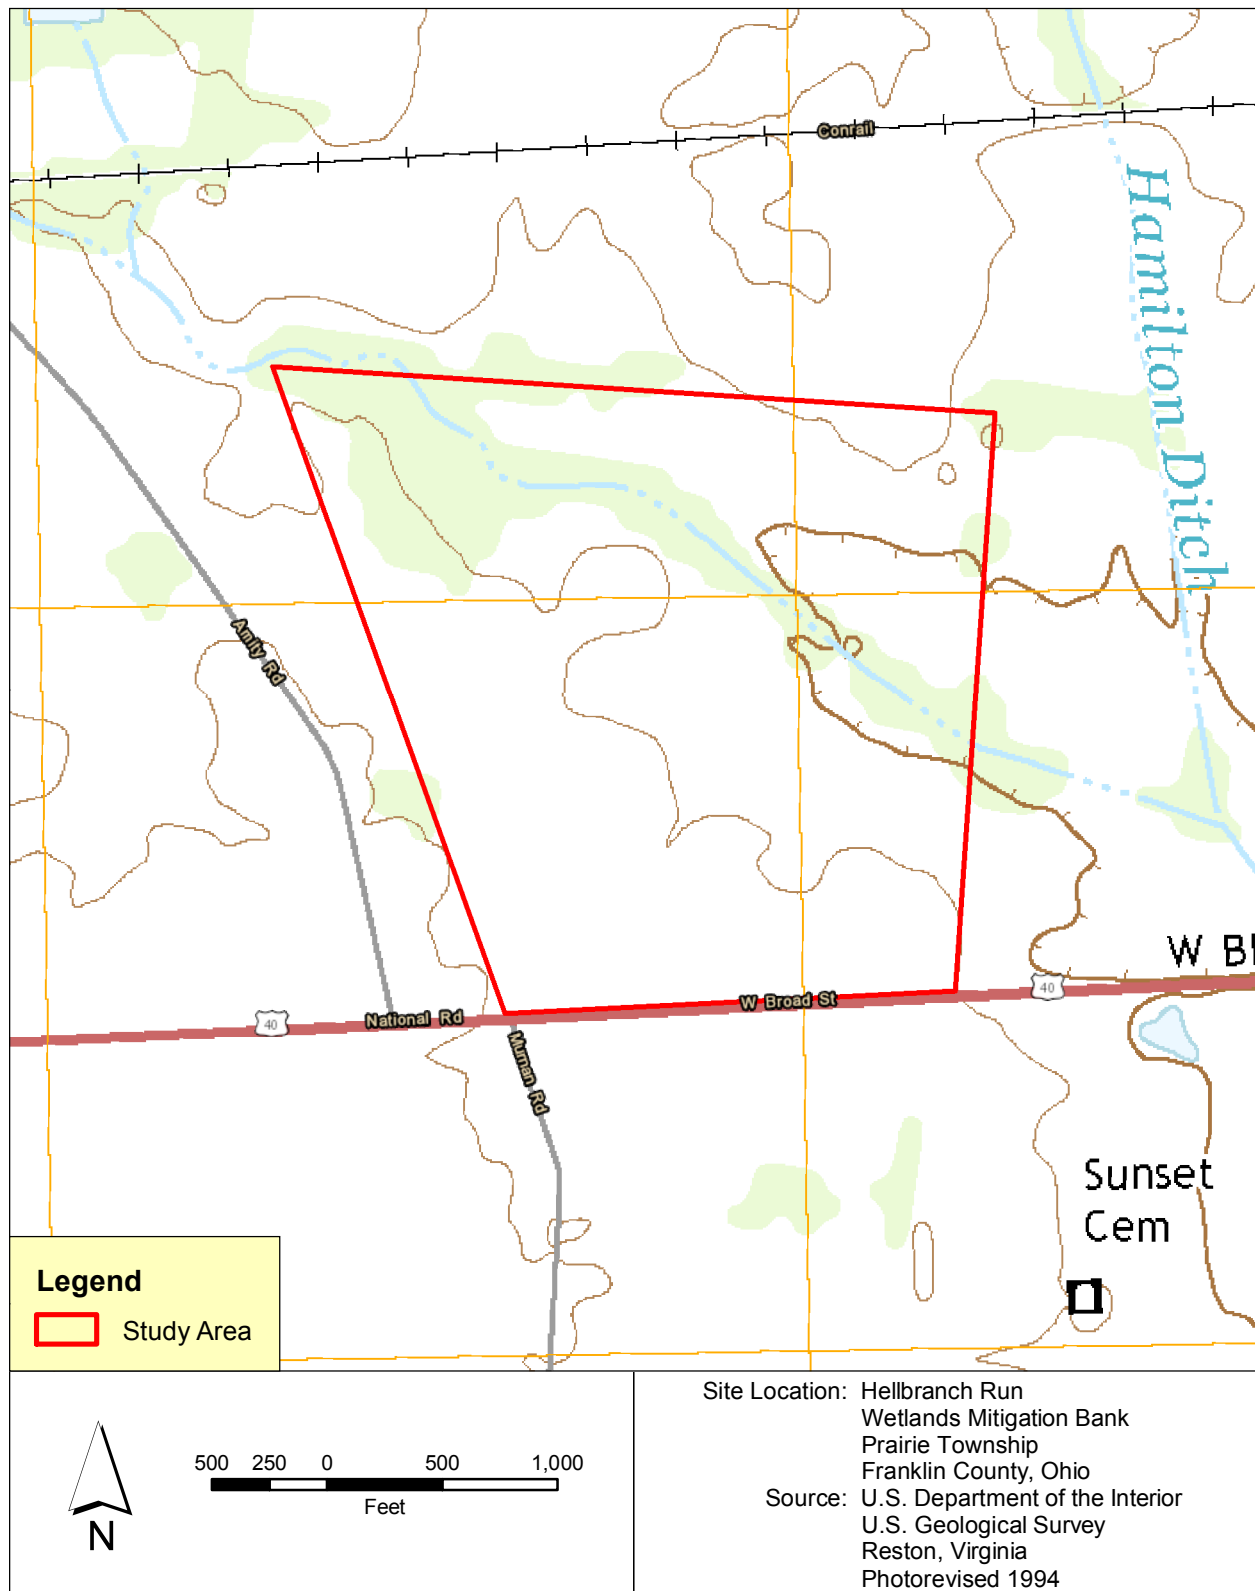 Conrail
Hamilton Ditch
Amity Rd
W Bl
40
W Broad St
National Rd
40
Murnan Rd
Sunset
Cem
Legend
Study Area
N
500 250 0 500 1,000
Feet
Site Location: Hellbranch Run
Wetlands Mitigation Bank
Prairie Township
Franklin County, Ohio
Source: U.S. Department of the Interior
U.S. Geological Survey
Reston, Virginia
Photorevised 1994